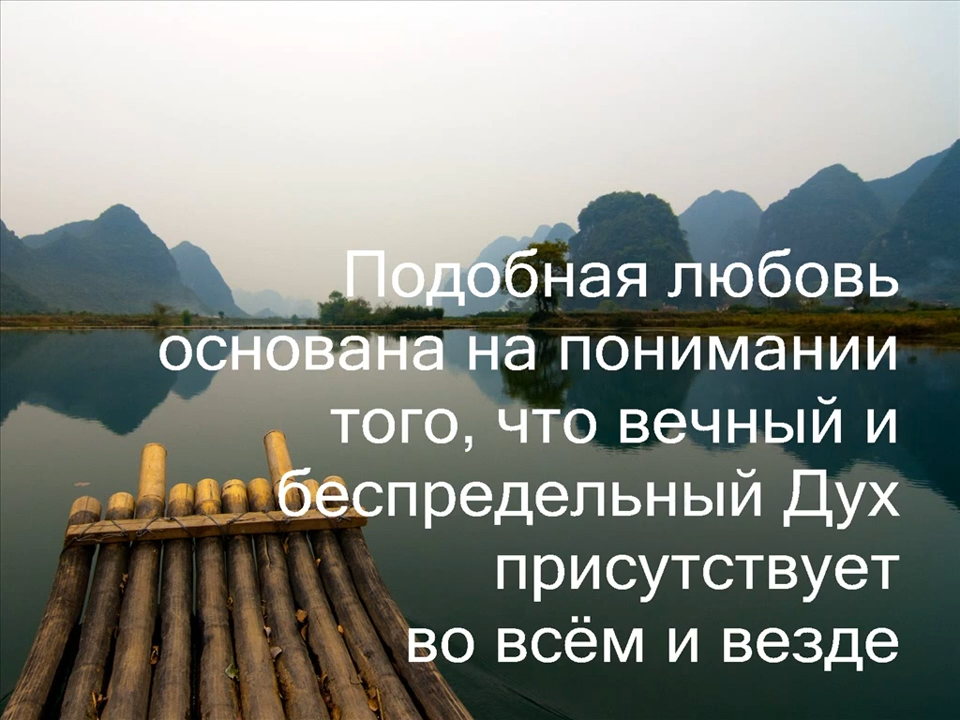 Подобная любовь
основана на понимании
того, что вечный и
беспредельный Дух
присутствует
во всём и везде